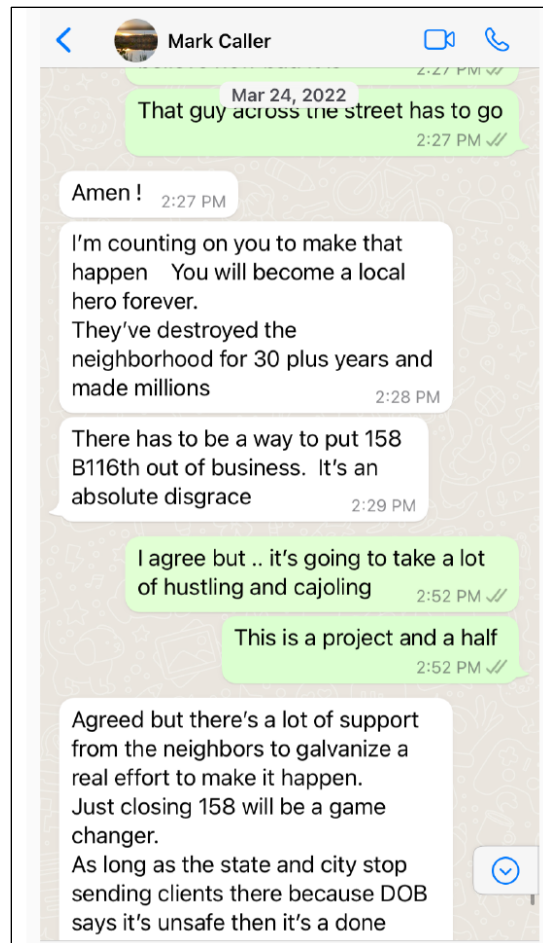 Mark Caller
2:27 PM
Mar 24, 2022
That guy across the street has to go
2:27 PM
Amen ! 2:27 PM
I'm counting on you to make that
happen You will become a local
hero forever.
They've destroyed the
neighborhood for 30 plus years and
made millions
2:28 PM
There has to be a way to put 158
B116th out of business. It's an
absolute disgrace
2:29 PM
I agree but .. it's going to take a lot
of hustling and cajoling 2:52 PM
This is a project and a half
2:52 PM
Agreed but there's a lot of support
from the neighbors to galvanize a
real effort to make it happen.
Just closing 158 will be a game
changer.
As long as the state and city stop
sending clients there because DOB
says it's unsafe then it's a done